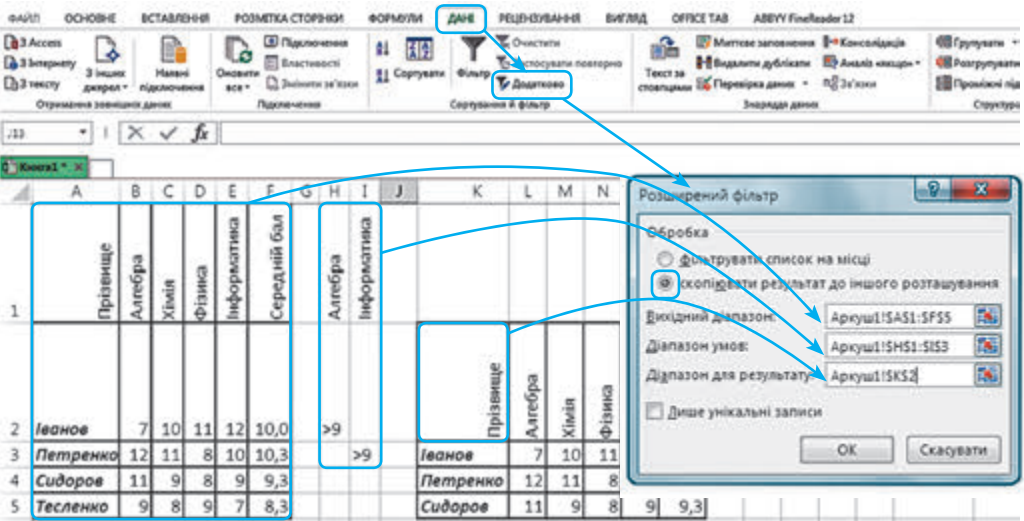 ФАЙЛ ОСНОВНЕ ВСТАВЛЕННЯ РОЗМІТКА СТОРІНКИ ФОРМУЛИ ДАНІ РЕЦЕНЗУВАННЯ ВИГЛЯД OFFICE TAB ABBYY FineReader 12
З Access
З Інтернету
З тексту
З інших джерел
Наявні підключення
Отримання зовнішніх даних
Оновити все
Підключення
Властивості
Змінити зв'язки
Підключення
Сортувати
Фільтр
Очистити
Застосувати повторно
Додатково
Сортування й фільтр
Текст за стовпцями
Миттєве заповнення
Видалити дублікати
Перевірка даних
Консолідація
Аналіз «якщо»
Зв'язки
Знаряддя даних
Групувати
Розгрупувати
Проміжні під
Структура
J13 fx
Книга1 *
A B C D E F G H I J K L M N
1 Прізвище Алгебра Хімія Фізика Інформатика Середній бал Алгебра Інформатика
2 Іванов 7 10 11 12 10,0 >9 Прізвище Алгебра Хімія Фізика
3 Петренко 12 11 8 10 10,3 >9 Іванов 7 10 11
4 Сидоров 11 9 8 9 9,3 Петренко 12 11 8
5 Тесленко 9 8 9 7 8,3 Сидоров 11 9 8 9 9,3
Розширений фільтр
Обробка
фільтрувати список на місці
скопіювати результат до іншого розташування
Вихідний діапазон: Аркуш1!$A$1:$F$5
Діапазон умов: Аркуш1!$H$1:$I$3
Діапазон для результату: Аркуш1!$K$2
Лише унікальні записи
ОК Скасувати